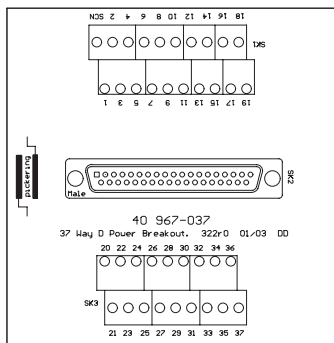 SCN 2 4 6 8 10 12 14 16 18
SK1
1 3 5 7 9 11 13 15 17 19
pickering
Male
SK2
40 967-037
37 Way D Power Breakout. 322r0 01/03 DD
20 22 24 26 28 30 32 34 36
SK3
21 23 25 27 29 31 33 35 37